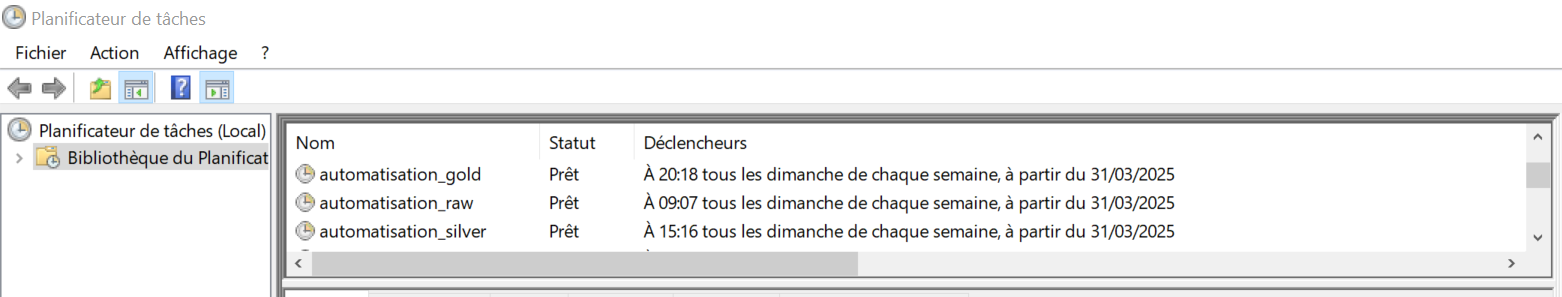 Planificateur de tâches
Fichier Action Affichage ?
Planificateur de tâches (Local)
Bibliothèque du Planificat
Nom Statut Déclencheurs
automatisation_gold Prêt À 20:18 tous les dimanche de chaque semaine, à partir du 31/03/2025
automatisation_raw Prêt À 09:07 tous les dimanche de chaque semaine, à partir du 31/03/2025
automatisation_silver Prêt À 15:16 tous les dimanche de chaque semaine, à partir du 31/03/2025